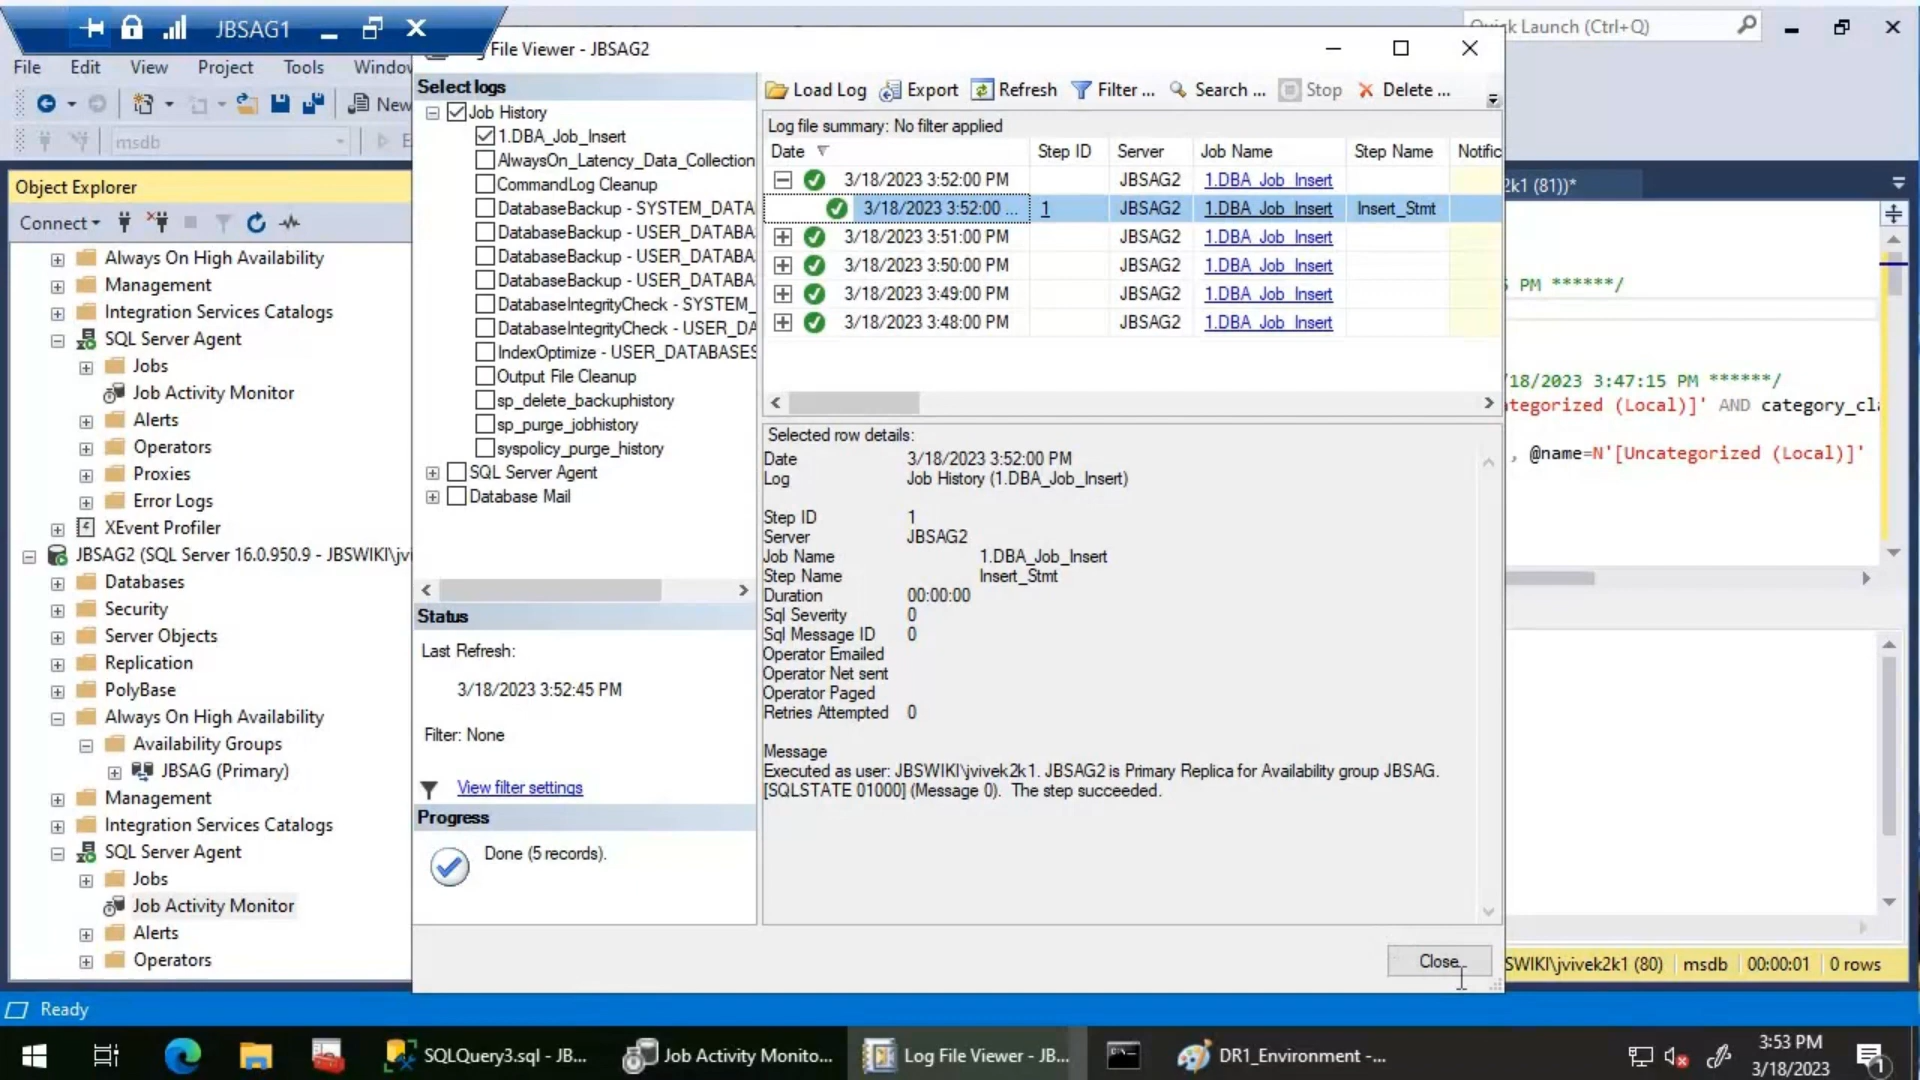 JBSAG1
Quick Launch (Ctrl+Q)
File Edit View Project Tools Window
New
msdb
Object Explorer
Connect
Always On High Availability
Management
Integration Services Catalogs
SQL Server Agent
Jobs
Job Activity Monitor
Alerts
Operators
Proxies
Error Logs
XEvent Profiler
JBSAG2 (SQL Server 16.0.950.9 - JBSWIKI\jvi
Databases
Security
Server Objects
Replication
PolyBase
Always On High Availability
Availability Groups
JBSAG (Primary)
Management
Integration Services Catalogs
SQL Server Agent
Jobs
Job Activity Monitor
Alerts
Operators
File Viewer - JBSAG2
Select logs
Job History
1.DBA_Job_Insert
AlwaysOn_Latency_Data_Collection
CommandLog Cleanup
DatabaseBackup - SYSTEM_DATA
DatabaseBackup - USER_DATABA
DatabaseBackup - USER_DATABA
DatabaseBackup - USER_DATABA
DatabaseIntegrityCheck - SYSTEM_
DatabaseIntegrityCheck - USER_DA
IndexOptimize - USER_DATABASES
Output File Cleanup
sp_delete_backuphistory
sp_purge_jobhistory
syspolicy_purge_history
SQL Server Agent
Database Mail
Status
Last Refresh:
3/18/2023 3:52:45 PM
Filter: None
View filter settings
Progress
Done (5 records).
Load Log Export Refresh Filter ... Search ... Stop Delete ...
Log file summary: No filter applied
Date Step ID Server Job Name Step Name Notific
3/18/2023 3:52:00 PM JBSAG2 1.DBA_Job_Insert
3/18/2023 3:52:00 ... 1 JBSAG2 1.DBA_Job_Insert Insert_Stmt
3/18/2023 3:51:00 PM JBSAG2 1.DBA_Job_Insert
3/18/2023 3:50:00 PM JBSAG2 1.DBA_Job_Insert
3/18/2023 3:49:00 PM JBSAG2 1.DBA_Job_Insert
3/18/2023 3:48:00 PM JBSAG2 1.DBA_Job_Insert
Selected row details:
Date 3/18/2023 3:52:00 PM
Log Job History (1.DBA_Job_Insert)
Step ID 1
Server JBSAG2
Job Name 1.DBA_Job_Insert
Step Name Insert_Stmt
Duration 00:00:00
Sql Severity 0
Sql Message ID 0
Operator Emailed
Operator Net sent
Operator Paged
Retries Attempted 0
Message
Executed as user: JBSWIKI\jvivek2k1. JBSAG2 is Primary Replica for Availability group JBSAG.
[SQLSTATE 01000] (Message 0). The step succeeded.
Close
2k1 (81))*
PM ******/
/18/2023 3:47:15 PM ******/
tegorized (Local)]' AND category_cl
, @name=N'[Uncategorized (Local)]'
SWIKI\jvivek2k1 (80) msdb 00:00:01 0 rows
Ready
SQLQuery3.sql - JB...
Job Activity Monito...
Log File Viewer - JB...
DR1_Environment -...
3:53 PM
3/18/2023
1